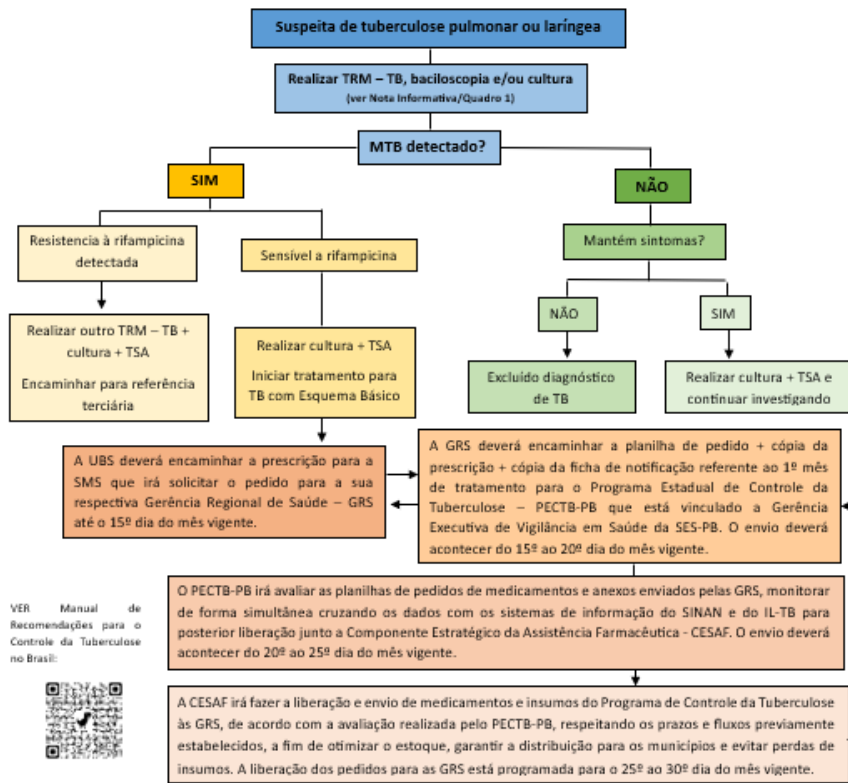 Suspeita de tuberculose pulmonar ou laríngea
Realizar TRM – TB, baciloscopia e/ou cultura
(ver Nota Informativa/Quadro 1)
MTB detectado?
SIM
NÃO
Resistencia à rifampicina
detectada
Sensível a rifampicina
Mantém sintomas?
NÃO
SIM
Realizar outro TRM – TB +
cultura + TSA
Encaminhar para referência
terciária
Realizar cultura + TSA
Iniciar tratamento para
TB com Esquema Básico
Excluído diagnóstico
de TB
Realizar cultura + TSA e
continuar investigando
A UBS deverá encaminhar a prescrição para a
SMS que irá solicitar o pedido para a sua
respectiva Gerência Regional de Saúde – GRS
até o 15º dia do mês vigente.
A GRS deverá encaminhar a planilha de pedido + cópia da
prescrição + cópia da ficha de notificação referente ao 1º mês
de tratamento para o Programa Estadual de Controle da
Tuberculose – PECTB-PB que está vinculado a Gerência
Executiva de Vigilância em Saúde da SES-PB. O envio deverá
acontecer do 15º ao 20º dia do mês vigente.
O PECTB-PB irá avaliar as planilhas de pedidos de medicamentos e anexos enviados pelas GRS, monitorar
de forma simultânea cruzando os dados com os sistemas de informação do SINAN e do IL-TB para
posterior liberação junto a Componente Estratégico da Assistência Farmacêutica - CESAF. O envio deverá
acontecer do 20º ao 25º dia do mês vigente.
VER Manual de
Recomendações para o
Controle da Tuberculose
no Brasil:
A CESAF irá fazer a liberação e envio de medicamentos e insumos do Programa de Controle da Tuberculose
às GRS, de acordo com a avaliação realizada pelo PECTB-PB, respeitando os prazos e fluxos previamente
estabelecidos, a fim de otimizar o estoque, garantir a distribuição para os municípios e evitar perdas de
insumos. A liberação dos pedidos para as GRS está programada para o 25º ao 30º dia do mês vigente.